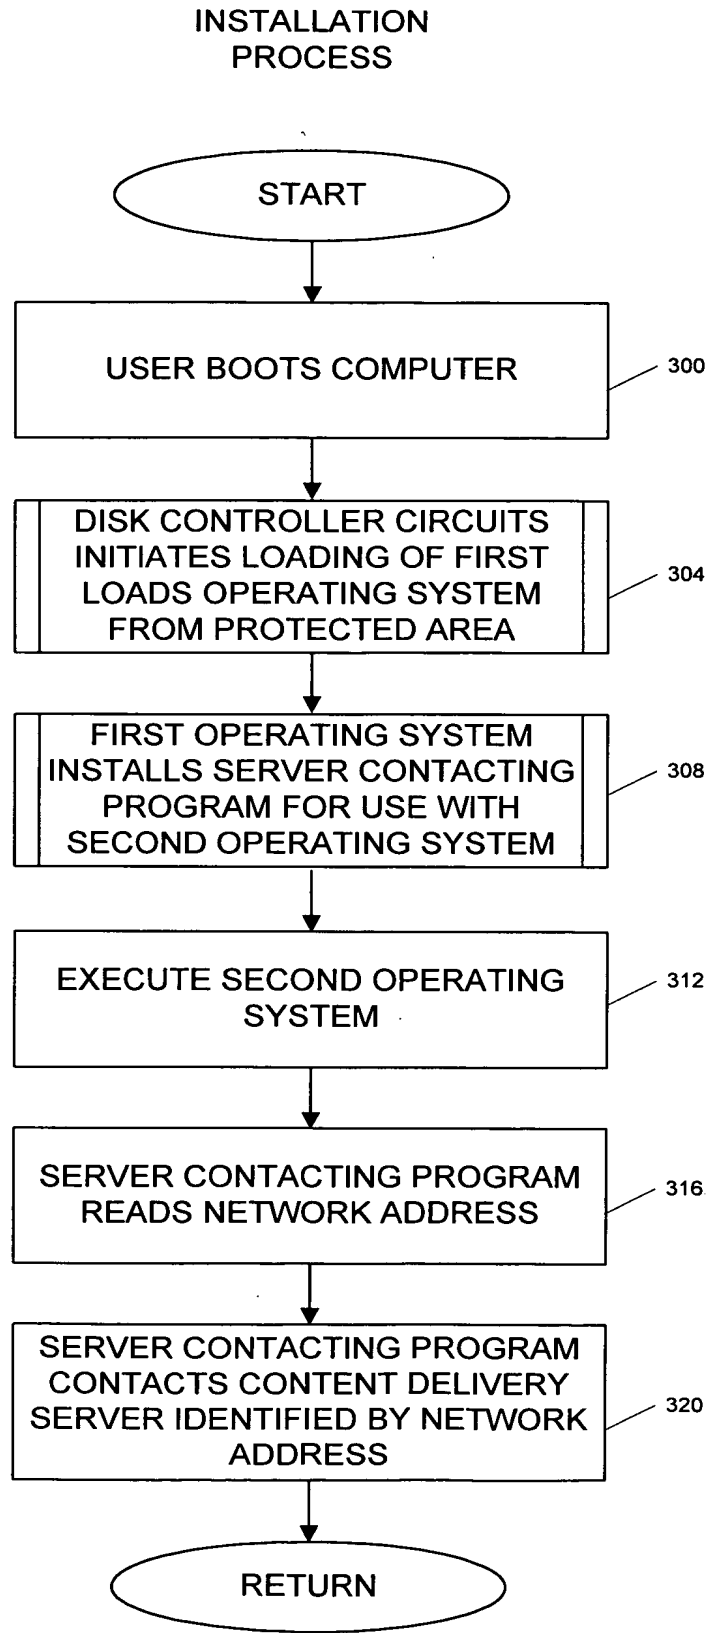 INSTALLATION
PROCESS
START
USER BOOTS COMPUTER
300
DISK CONTROLLER CIRCUITS
INITIATES LOADING OF FIRST
LOADS OPERATING SYSTEM
FROM PROTECTED AREA
304
FIRST OPERATING SYSTEM
INSTALLS SERVER CONTACTING
PROGRAM FOR USE WITH
SECOND OPERATING SYSTEM
308
EXECUTE SECOND OPERATING
SYSTEM
312
SERVER CONTACTING PROGRAM
READS NETWORK ADDRESS
316
SERVER CONTACTING PROGRAM
CONTACTS CONTENT DELIVERY
SERVER IDENTIFIED BY NETWORK
ADDRESS
320
RETURN